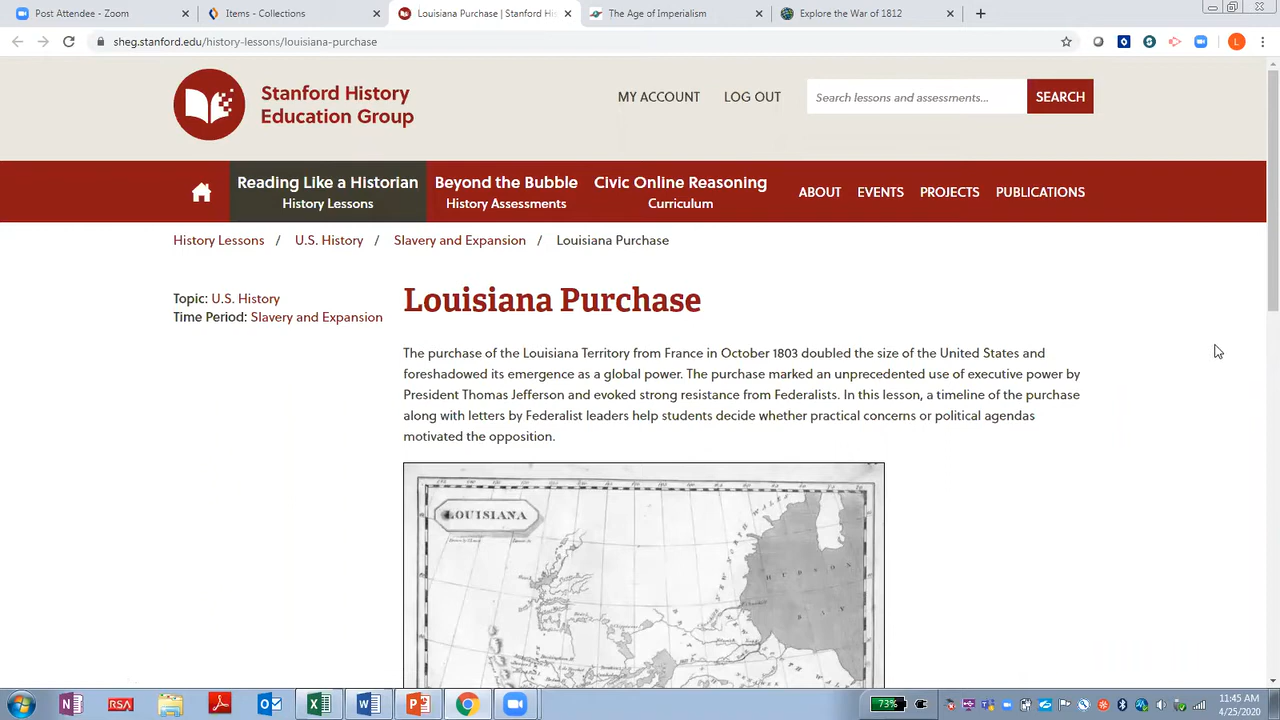 Post Attendee - Zoom
Items - Collections
Louisiana Purchase | Stanford His
The Age of Imperialism
Explore the War of 1812
sheg.stanford.edu/history-lessons/louisiana-purchase
L
Stanford History
Education Group
MY ACCOUNT
LOG OUT
Search lessons and assessments...
SEARCH
Reading Like a Historian
History Lessons
Beyond the Bubble
History Assessments
Civic Online Reasoning
Curriculum
ABOUT
EVENTS
PROJECTS
PUBLICATIONS
History Lessons / U.S. History / Slavery and Expansion / Louisiana Purchase
Topic: U.S. History
Time Period: Slavery and Expansion
Louisiana Purchase
The purchase of the Louisiana Territory from France in October 1803 doubled the size of the United States and
foreshadowed its emergence as a global power. The purchase marked an unprecedented use of executive power by
President Thomas Jefferson and evoked strong resistance from Federalists. In this lesson, a timeline of the purchase
along with letters by Federalist leaders help students decide whether practical concerns or political agendas
motivated the opposition.
LOUISIANA
NEW NORTH WALES
HUDSON
BAY
RSA
73%
11:45 AM
4/25/2020